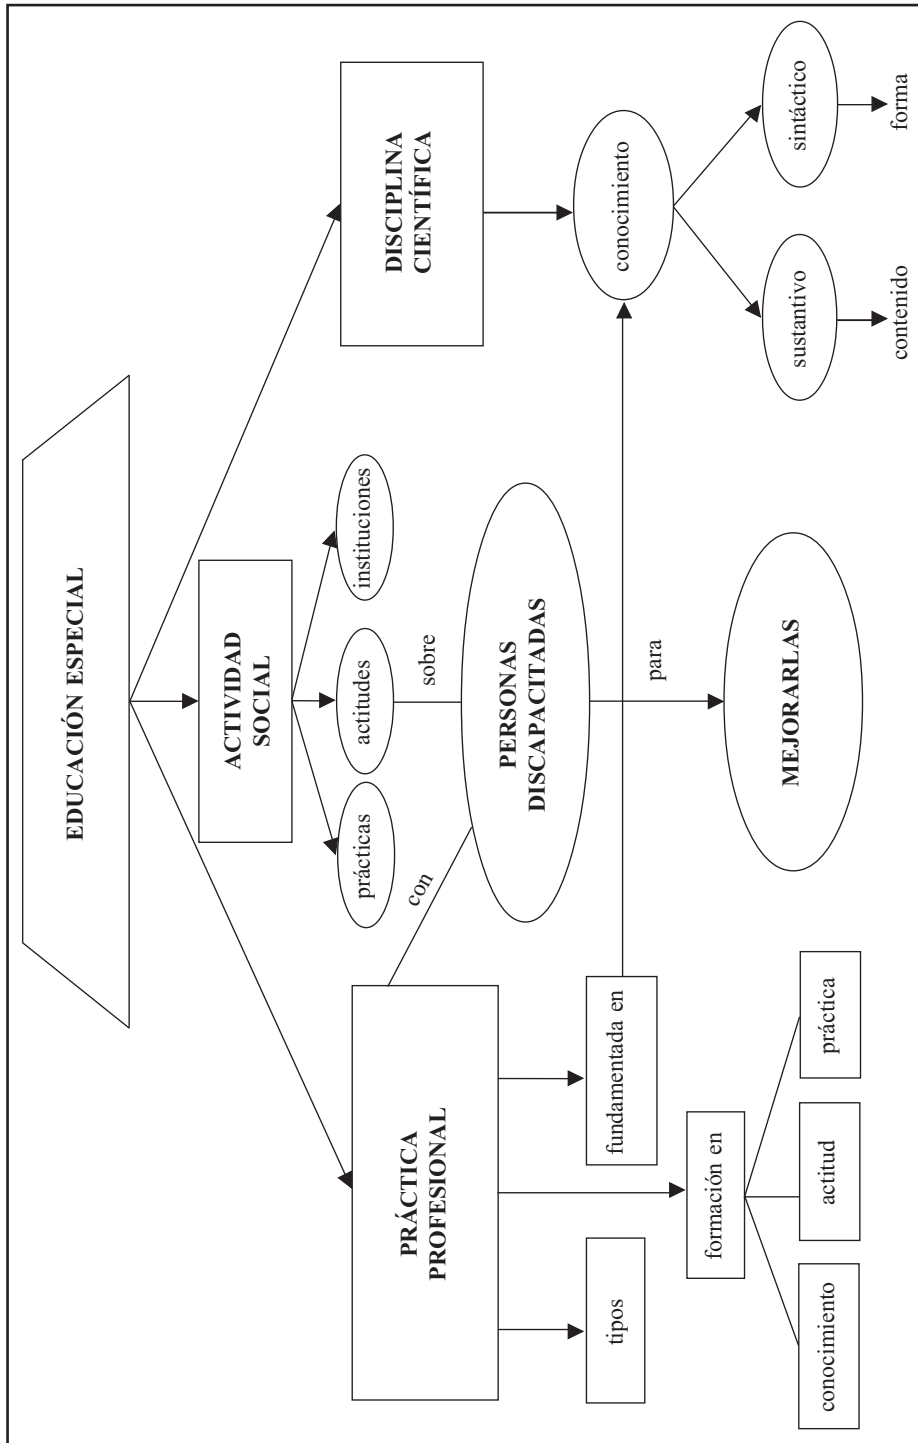 EDUCACIÓN ESPECIAL
ACTIVIDAD
SOCIAL
PRÁCTICA
PROFESIONAL
DISCIPLINA
CIENTÍFICA
prácticas
actitudes
instituciones
con
sobre
PERSONAS
DISCAPACITADAS
tipos
fundamentada en
conocimiento
para
formación en
conocimiento
actitud
práctica
MEJORARLAS
sustantivo
sintáctico
contenido
forma